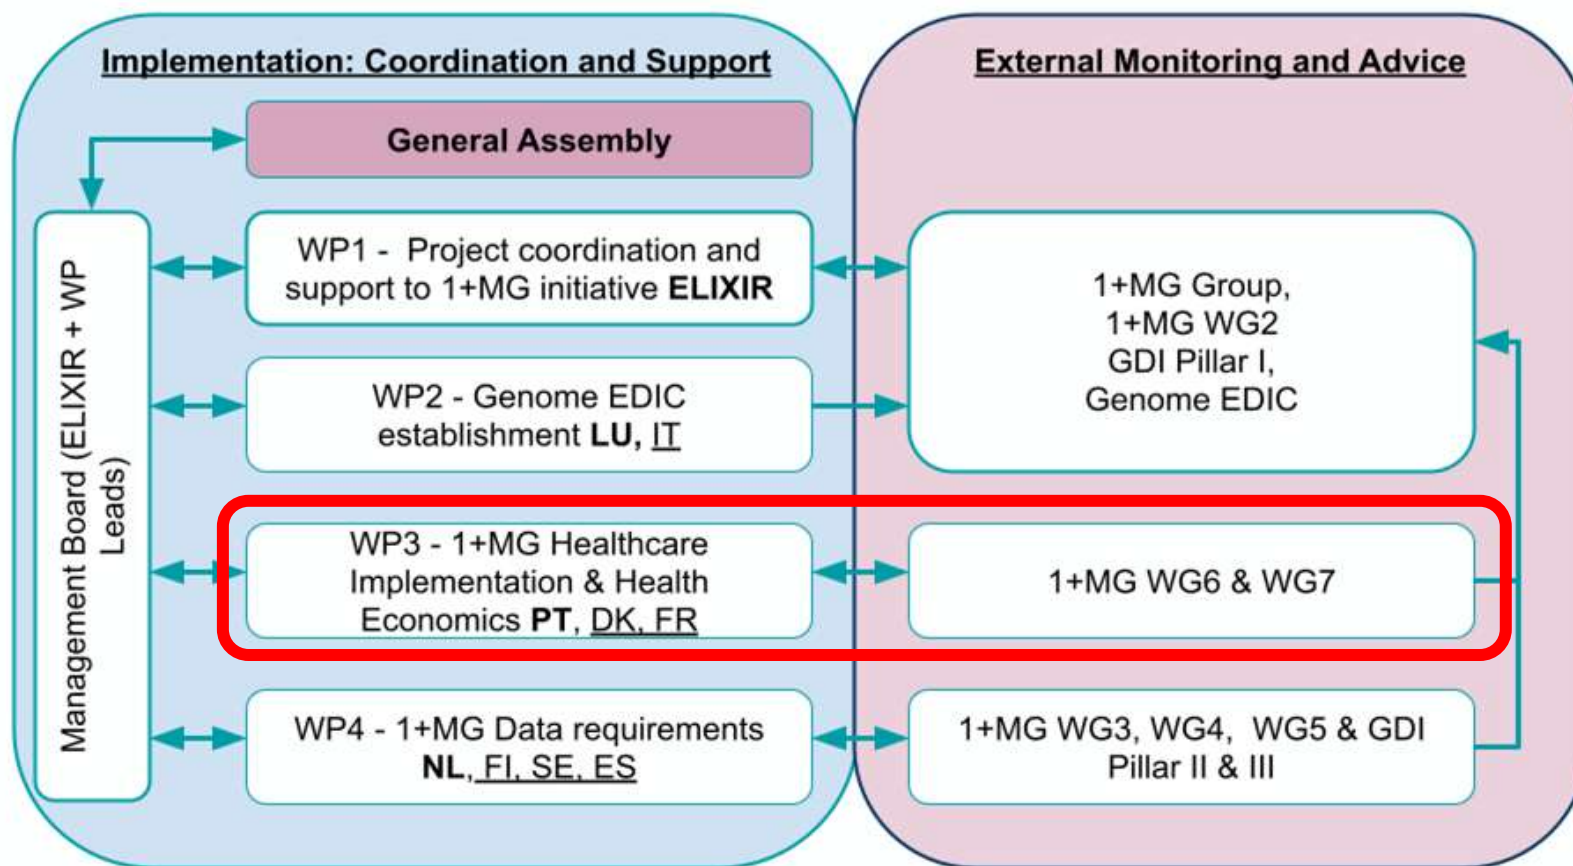 Implementation: Coordination and Support
External Monitoring and Advice
General Assembly
Management Board (ELIXIR + WP
Leads)
WP1 - Project coordination and
support to 1+MG initiative ELIXIR
1+MG Group,
1+MG WG2
GDI Pillar I,
Genome EDIC
WP2 - Genome EDIC
establishment LU, IT
WP3 - 1+MG Healthcare
Implementation & Health
Economics PT, DK, FR
1+MG WG6 & WG7
WP4 - 1+MG Data requirements
NL, FI, SE, ES
1+MG WG3, WG4, WG5 & GDI
Pillar II & III